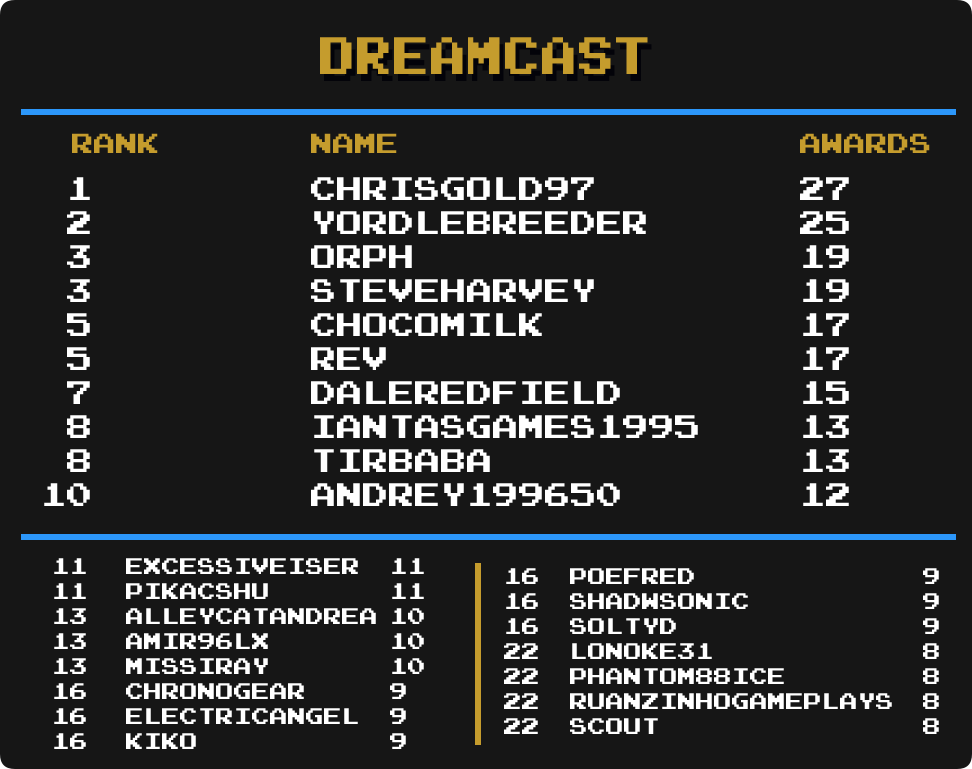 DREAMCAST
RANK NAME AWARDS
1 CHRISGOLD97 27
2 YORDLEBREEDER 25
3 ORPH 19
3 STEVEHARVEY 19
5 CHOCOMILK 17
5 REV 17
7 DALEREDFIELD 15
8 IANTASGAMES1995 13
8 TIRBABA 13
10 ANDREY199650 12
11 EXCESSIVEISER 11
11 PIKACSHU 11
13 ALLEYCATANDREA 10
13 AMIR96LX 10
13 MISSIRAY 10
16 CHRONOGEAR 9
16 ELECTRICANGEL 9
16 KIKO 9
16 POEFRED 9
16 SHADWSONIC 9
16 SOLTYD 9
22 LONOKE31 8
22 PHANTOM88ICE 8
22 RUANZINHOGAMEPLAYS 8
22 SCOUT 8